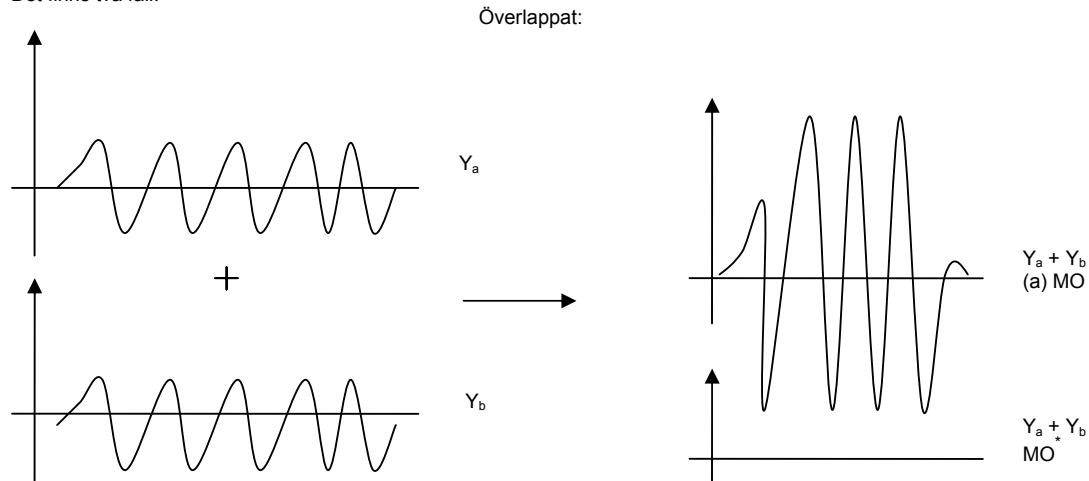 Överlappat:
Yₐ
+
Y_b
Yₐ + Y_b
(a) MO
Yₐ + Y_b
MO*